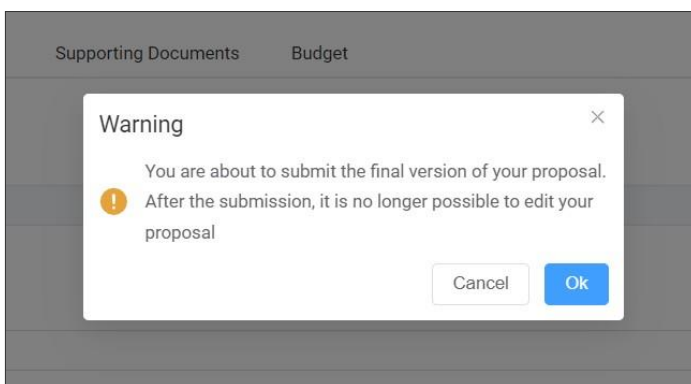 Supporting Documents Budget
Warning
You are about to submit the final version of your proposal.
After the submission, it is no longer possible to edit your
proposal
Cancel Ok